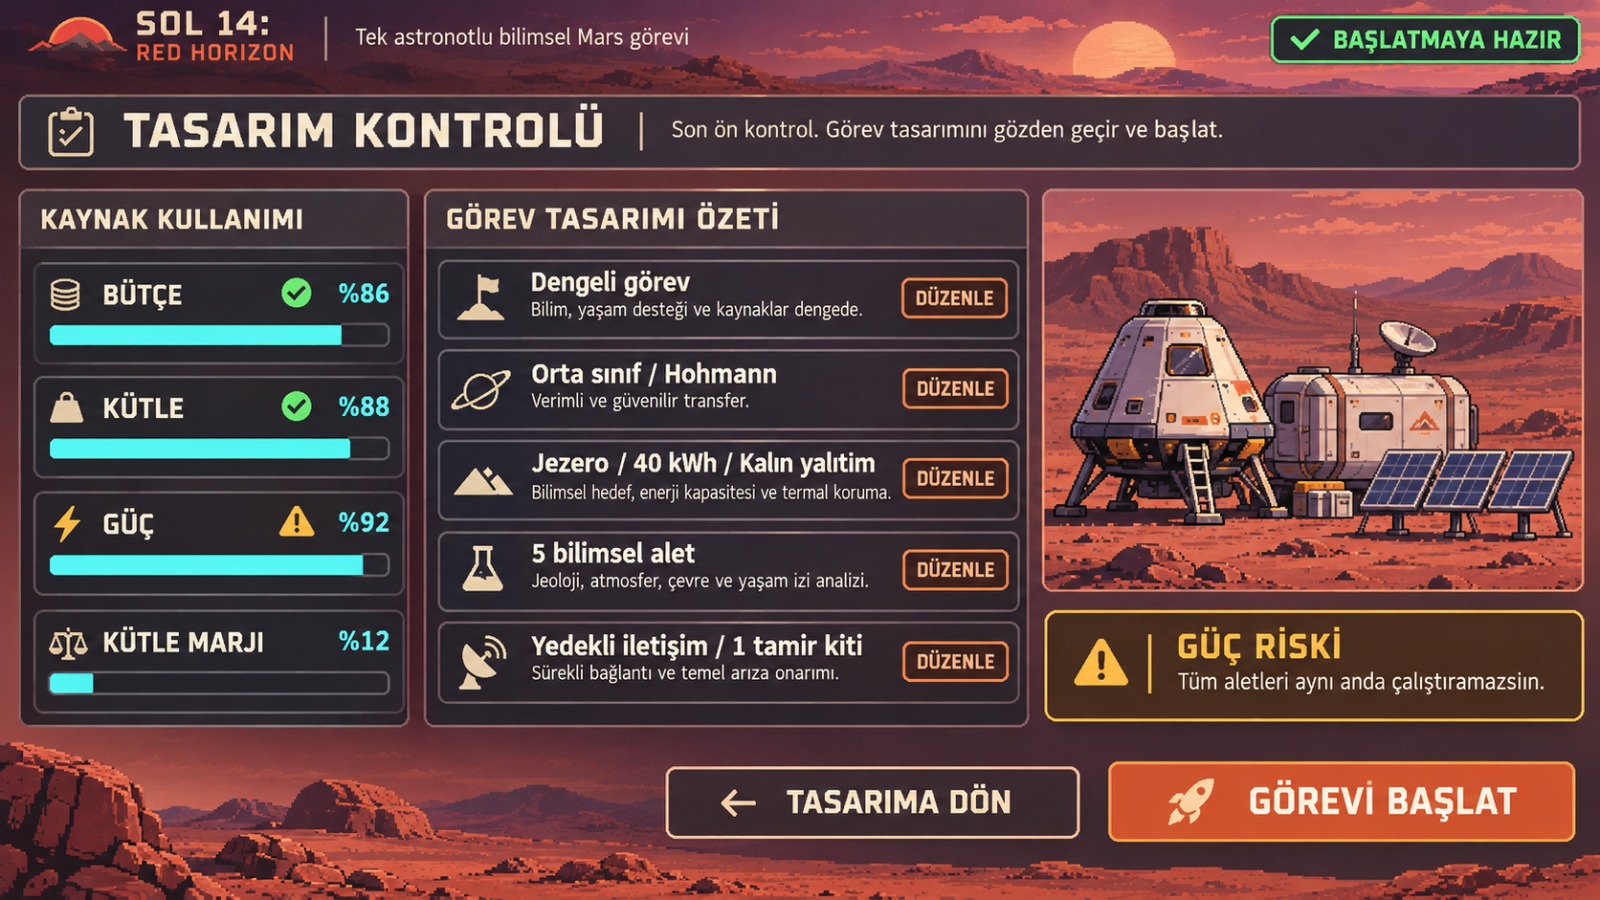 SOL 14:
RED HORIZON
Tek astronotlu bilimsel Mars görevi
BAŞLATMAYA HAZIR
TASARIM KONTROLÜ
Son ön kontrol. Görev tasarımını gözden geçir ve başlat.
KAYNAK KULLANIMI
BÜTÇE %86
KÜTLE %88
GÜÇ %92
KÜTLE MARJI %12
GÖREV TASARIMI ÖZETİ
Dengeli görev
Bilim, yaşam desteği ve kaynaklar dengede.
DÜZENLE
Orta sınıf / Hohmann
Verimli ve güvenilir transfer.
DÜZENLE
Jezero / 40 kWh / Kalın yalıtim
Bilimsel hedef, enerji kapasitesi ve termal koruma.
DÜZENLE
5 bilimsel alet
Jeoloji, atmosfer, çevre ve yaşam izi analizi.
DÜZENLE
Yedekli iletişim / 1 tamir kiti
Sürekli bağlantı ve temel arıza onarımı.
DÜZENLE
GÜÇ RİSKİ
Tüm aletleri aynı anda çalıştıramazsiın.
TASARIMA DÖN
GÖREVİ BAŞLAT